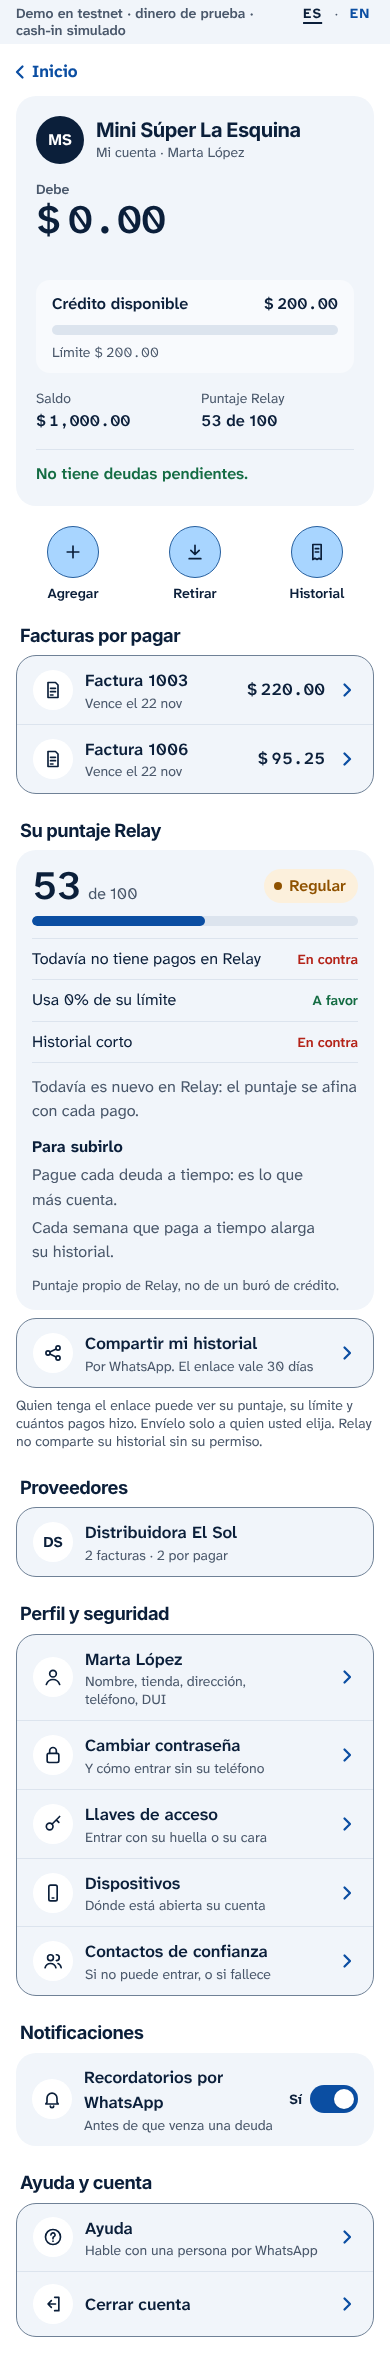 Demo en testnet · dinero de prueba ·
cash-in simulado
ES · EN
Inicio
MS
Mini Súper La Esquina
Mi cuenta · Marta López
Debe
$0.00
Crédito disponible $200.00
Límite $200.00
Saldo Puntaje Relay
$1,000.00 53 de 100
No tiene deudas pendientes.
Agregar Retirar Historial
Facturas por pagar
Factura 1003 $220.00
Vence el 22 nov
Factura 1006 $95.25
Vence el 22 nov
Su puntaje Relay
53 de 100 Regular
Todavía no tiene pagos en Relay En contra
Usa 0% de su límite A favor
Historial corto En contra
Todavía es nuevo en Relay: el puntaje se afina
con cada pago.
Para subirlo
Pague cada deuda a tiempo: es lo que
más cuenta.
Cada semana que paga a tiempo alarga
su historial.
Puntaje propio de Relay, no de un buró de crédito.
Compartir mi historial
Por WhatsApp. El enlace vale 30 días
Quien tenga el enlace puede ver su puntaje, su límite y
cuántos pagos hizo. Envíelo solo a quien usted elija. Relay
no comparte su historial sin su permiso.
Proveedores
DS
Distribuidora El Sol
2 facturas · 2 por pagar
Perfil y seguridad
Marta López
Nombre, tienda, dirección,
teléfono, DUI
Cambiar contraseña
Y cómo entrar sin su teléfono
Llaves de acceso
Entrar con su huella o su cara
Dispositivos
Dónde está abierta su cuenta
Contactos de confianza
Si no puede entrar, o si fallece
Notificaciones
Recordatorios por
WhatsApp
Sí
Antes de que venza una deuda
Ayuda y cuenta
Ayuda
Hable con una persona por WhatsApp
Cerrar cuenta